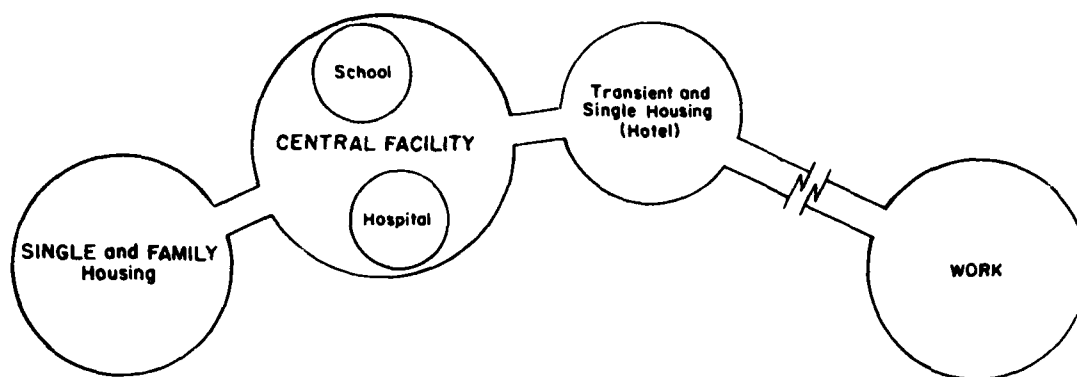 School
CENTRAL FACILITY
Hospital
Transient and
Single Housing
(Hotel)
SINGLE and FAMILY
Housing
WORK